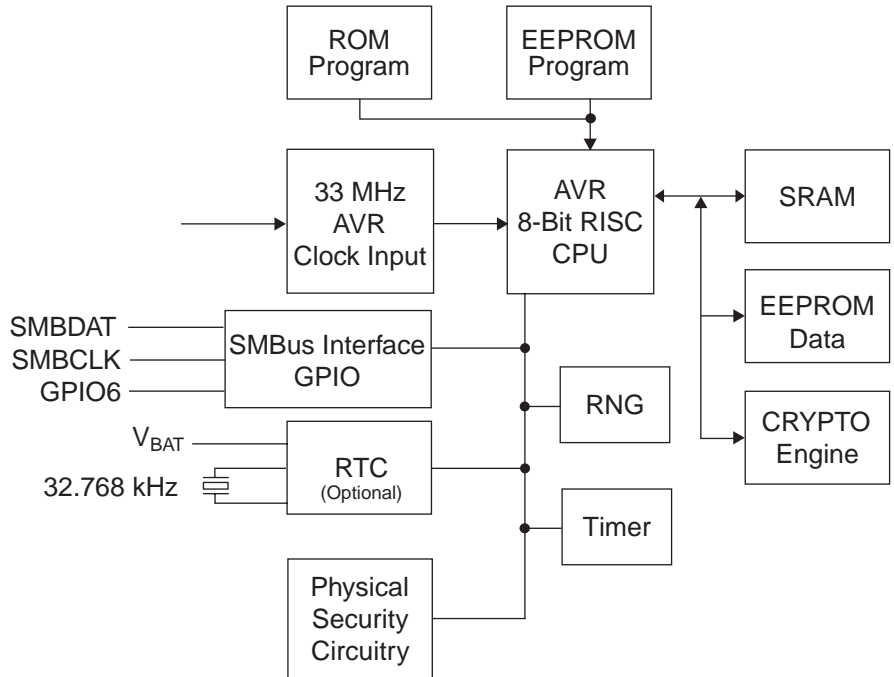 ROM
Program
EEPROM
Program
33 MHz
AVR
Clock Input
AVR
8-Bit RISC
CPU
SRAM
EEPROM
Data
CRYPTO
Engine
SMBDAT
SMBCLK
GPIO6
SMBus Interface
GPIO
RNG
VBAT
32.768 kHz
RTC
(Optional)
Timer
Physical
Security
Circuitry